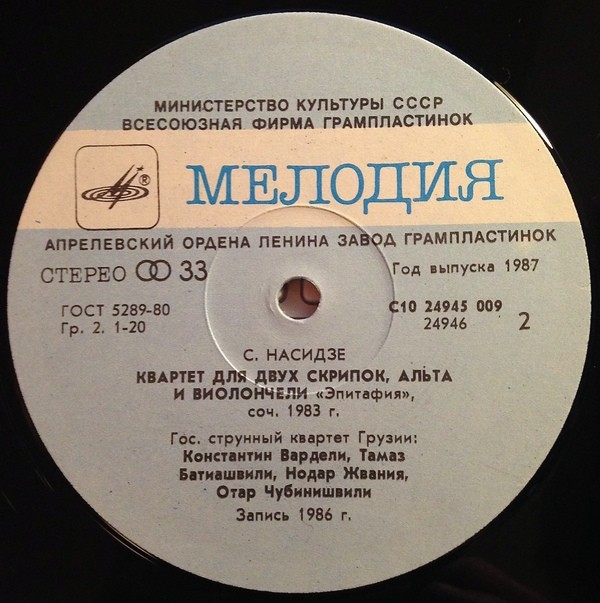 МИНИСТЕРСТВО КУЛЬТУРЫ СССР
ВСЕСОЮЗНАЯ ФИРМА ГРАМПЛАСТИНОК
®
МЕЛОДИЯ
АПРЕЛЕВСКИЙ ОРДЕНА ЛЕНИНА ЗАВОД ГРАМПЛАСТИНОК
СТЕРЕО 33
Год выпуска 1987
ГОСТ 5289-80
Гр. 2. 1-20
С10 24945 009
24946
2
С. НАСИДЗЕ
КВАРТЕТ ДЛЯ ДВУХ СКРИПОК, АЛЬТА
И ВИОЛОНЧЕЛИ «Эпитафия»,
соч. 1983 г.
Гос. струнный квартет Грузии:
Константин Вардели, Тамаз
Батиашвили, Нодар Жвания,
Отар Чубинишвили
Запись 1986 г.